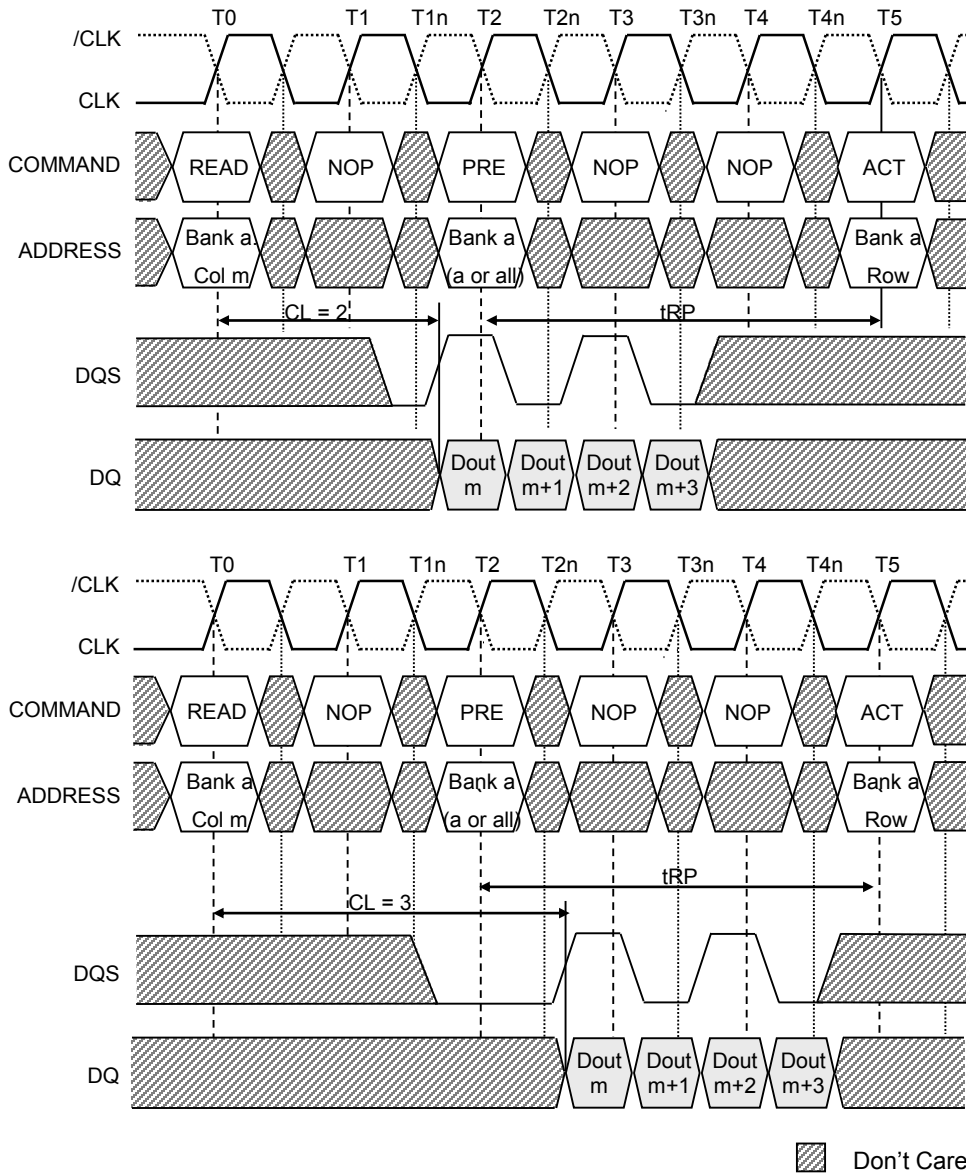 T0 T1 T1n T2 T2n T3 T3n T4 T4n T5
/CLK
CLK
COMMAND READ NOP PRE NOP NOP ACT
ADDRESS Bank a. Bank a Bank a
Col m (a or all) Row
CL = 2 tRP
DQS
DQ Dout Dout Dout Dout
m m+1 m+2 m+3
T0 T1 T1n T2 T2n T3 T3n T4 T4n T5
/CLK
CLK
COMMAND READ NOP PRE NOP NOP ACT
ADDRESS Bank a Bank a Bank a
Col m (a or all) Row
tRP
CL = 3
DQS
DQ Dout Dout Dout Dout
m m+1 m+2 m+3
Don't Care